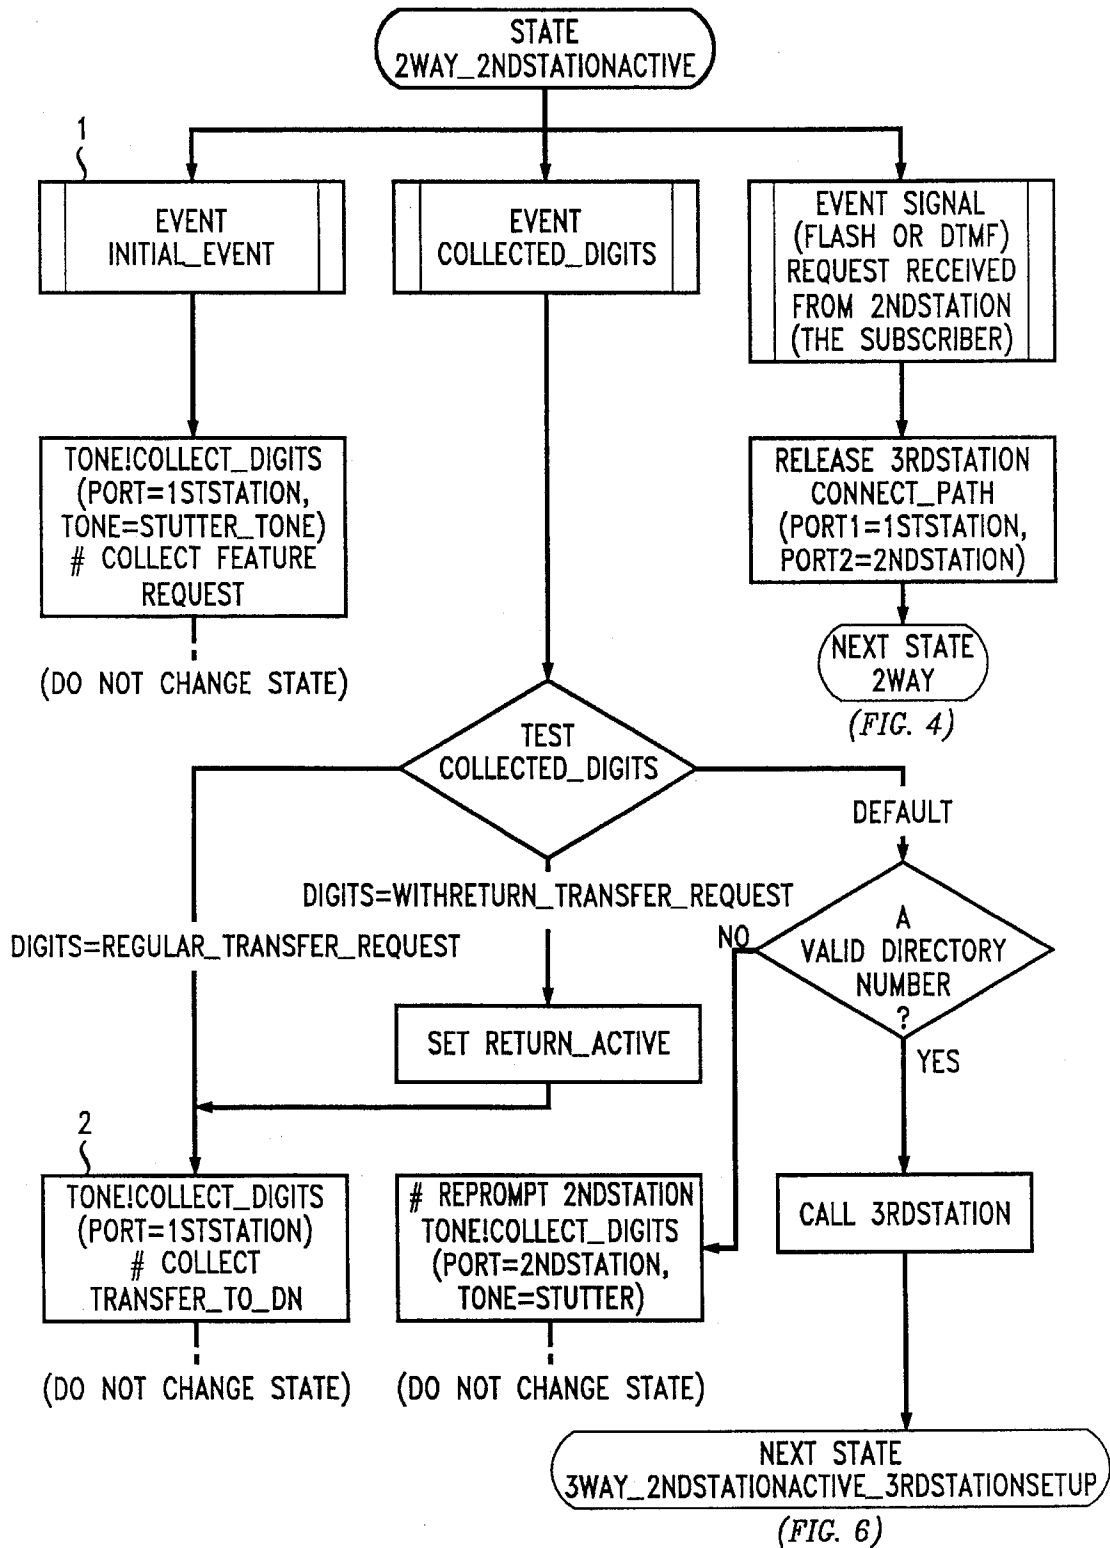 STATE
2WAY_2NDSTATIONACTIVE
1
EVENT
INITIAL_EVENT
EVENT
COLLECTED_DIGITS
EVENT SIGNAL
(FLASH OR DTMF)
REQUEST RECEIVED
FROM 2NDSTATION
(THE SUBSCRIBER)
TONE!COLLECT_DIGITS
(PORT=1STSTATION,
TONE=STUTTER_TONE)
# COLLECT FEATURE
REQUEST
(DO NOT CHANGE STATE)
RELEASE 3RDSTATION
CONNECT_PATH
(PORT1=1STSTATION,
PORT2=2NDSTATION)
NEXT STATE
2WAY
(FIG. 4)
TEST
COLLECTED_DIGITS
DEFAULT
DIGITS=WITHRETURN_TRANSFER_REQUEST
DIGITS=REGULAR_TRANSFER_REQUEST
NO
A
VALID DIRECTORY
NUMBER
?
YES
SET RETURN_ACTIVE
2
TONE!COLLECT_DIGITS
(PORT=1STSTATION)
# COLLECT
TRANSFER_TO_DN
(DO NOT CHANGE STATE)
# REPROMPT 2NDSTATION
TONE!COLLECT_DIGITS
(PORT=2NDSTATION,
TONE=STUTTER)
(DO NOT CHANGE STATE)
CALL 3RDSTATION
NEXT STATE
3WAY_2NDSTATIONACTIVE_3RDSTATIONSETUP
(FIG. 6)